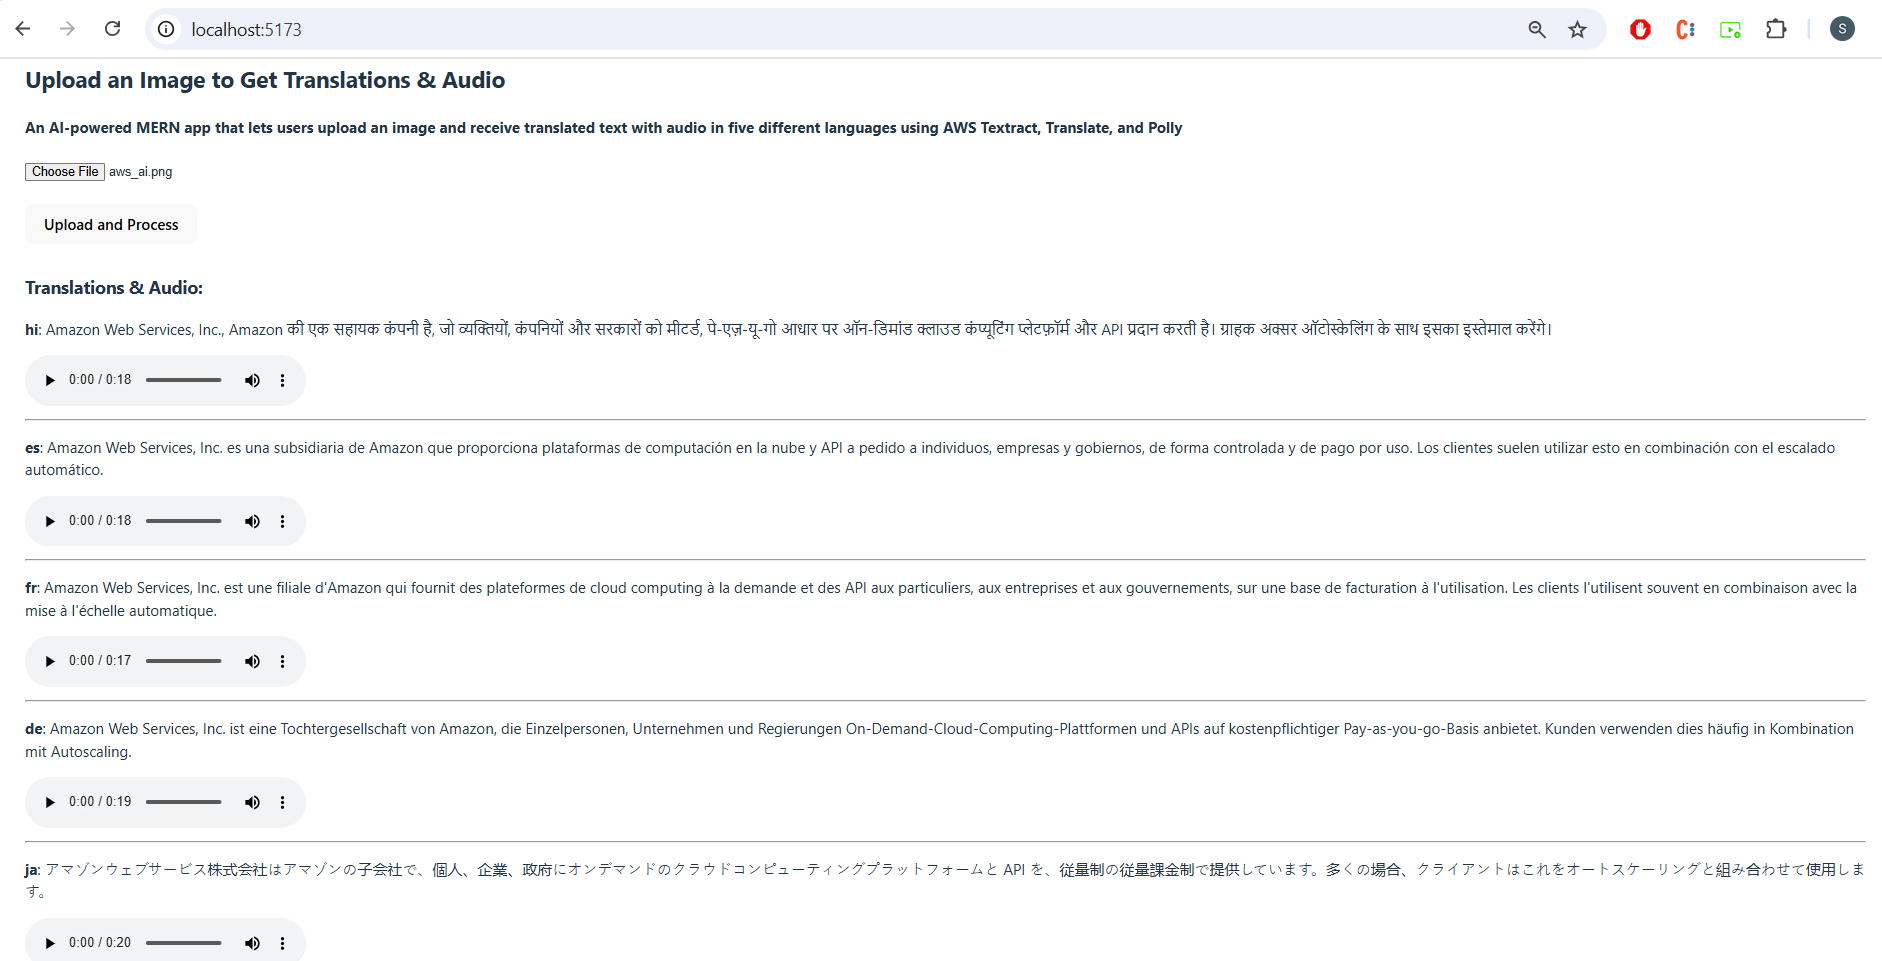 localhost:5173
S
Upload an Image to Get Translations & Audio
An AI-powered MERN app that lets users upload an image and receive translated text with audio in five different languages using AWS Textract, Translate, and Polly
Choose File aws_ai.png
Upload and Process
Translations & Audio:
hi: Amazon Web Services, Inc., Amazon की एक सहायक कंपनी है, जो व्यक्तियों, कंपनियों और सरकारों को मीटर्ड, पे-एज़-यू-गो आधार पर ऑन-डिमांड क्लाउड कंप्यूटिंग प्लेटफ़ॉर्म और API प्रदान करती है। ग्राहक अक्सर ऑटोस्केलिंग के साथ इसका इस्तेमाल करेंगे।
0:00 / 0:18
es: Amazon Web Services, Inc. es una subsidiaria de Amazon que proporciona plataformas de computación en la nube y API a pedido a individuos, empresas y gobiernos, de forma controlada y de pago por uso. Los clientes suelen utilizar esto en combinación con el escalado
automático.
0:00 / 0:18
fr: Amazon Web Services, Inc. est une filiale d'Amazon qui fournit des plateformes de cloud computing à la demande et des API aux particuliers, aux entreprises et aux gouvernements, sur une base de facturation à l'utilisation. Les clients l'utilisent souvent en combinaison avec la
mise à l'échelle automatique.
0:00 / 0:17
de: Amazon Web Services, Inc. ist eine Tochtergesellschaft von Amazon, die Einzelpersonen, Unternehmen und Regierungen On-Demand-Cloud-Computing-Plattformen und APIs auf kostenpflichtiger Pay-as-you-go-Basis anbietet. Kunden verwenden dies häufig in Kombination
mit Autoscaling.
0:00 / 0:19
ja: アマゾンウェブサービス株式会社はアマゾンの子会社で、個人、企業、政府にオンデマンドのクラウドコンピューティングプラットフォームと API を、従量制の従量課金制で提供しています。多くの場合、クライアントはこれをオートスケーリングと組み合わせて使用しま
す。
0:00 / 0:20